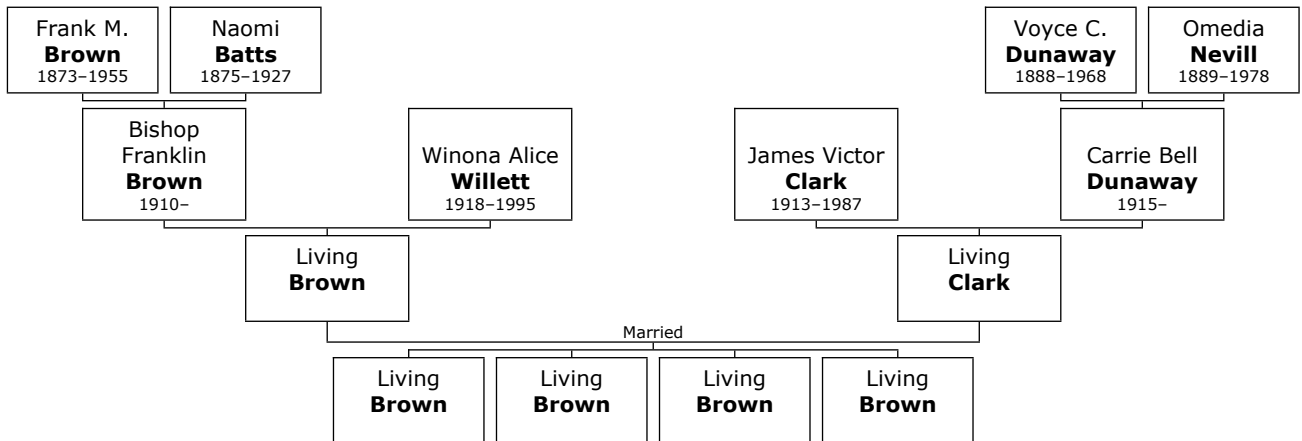 Frank M.
Brown
1873–1955
Naomi
Batts
1875–1927
Voyce C.
Dunaway
1888–1968
Omedia
Nevill
1889–1978
Bishop
Franklin
Brown
1910–
Winona Alice
Willett
1918–1995
James Victor
Clark
1913–1987
Carrie Bell
Dunaway
1915–
Living
Brown
Living
Clark
Married
Living
Brown
Living
Brown
Living
Brown
Living
Brown